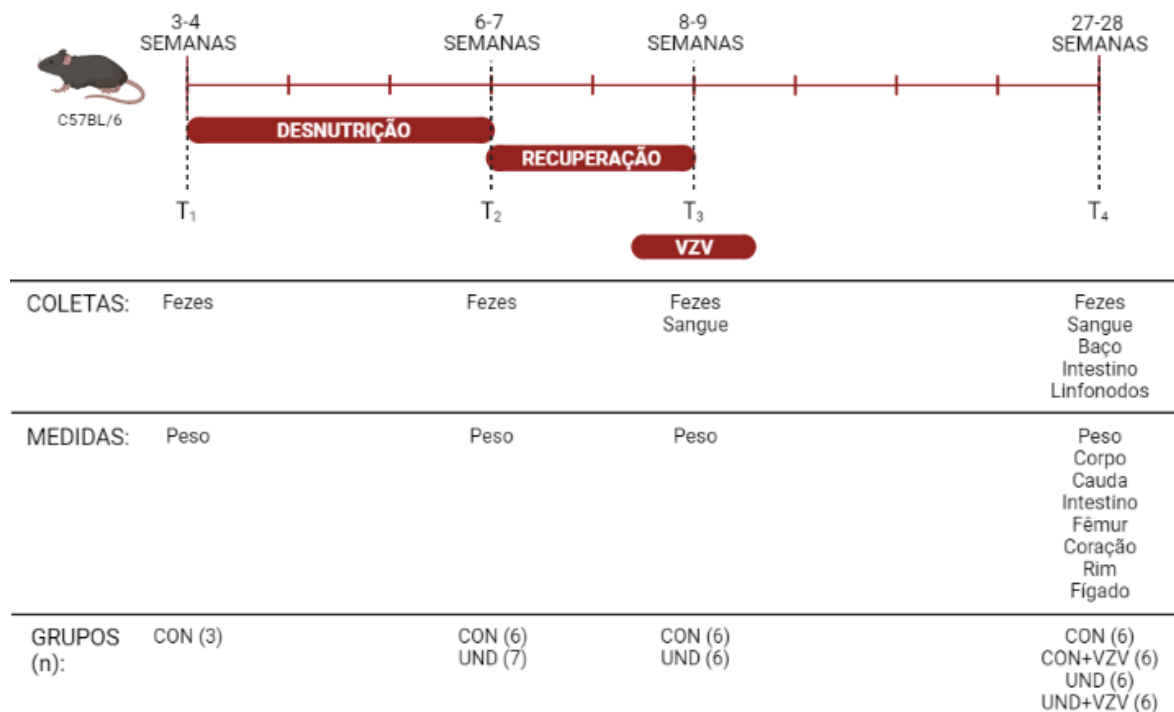 3-4
SEMANAS
6-7
SEMANAS
8-9
SEMANAS
27-28
SEMANAS
C57BL/6
DESNUTRIÇÃO
RECUPERAÇÃO
T₁
T₂
T₃
T₄
VZV
COLETAS:
Fezes
Fezes
Fezes
Sangue
Fezes
Sangue
Baço
Intestino
Linfonodos
MEDIDAS:
Peso
Peso
Peso
Peso
Corpo
Cauda
Intestino
Fêmur
Coração
Rim
Fígado
GRUPOS
(n):
CON (3)
CON (6)
UND (7)
CON (6)
UND (6)
CON (6)
CON+VZV (6)
UND (6)
UND+VZV (6)